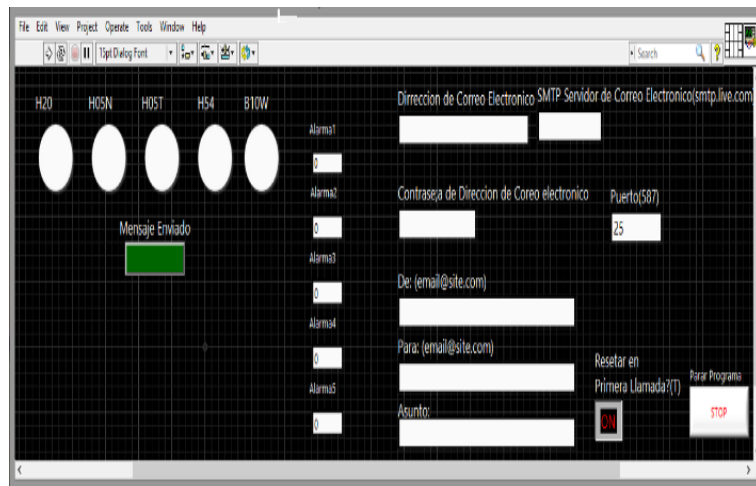 File Edit View Project Operate Tools Window Help
15pt Dialog Font
Search
H20 H05N H05T H54 B10W
Dirreccion de Correo Electronico
SMTP Servidor de Correo Electronico(smtp.live.com)
Alarma1
0
Alarma2
0
Alarma3
0
Alarma4
0
Alarma5
0
Mensaje Enviado
Contrase;a de Direccion de Coreo electronico
Puerto(587)
25
De: (email@site.com)
Para: (email@site.com)
Asunto:
Resetar en
Primera Llamada?(T)
ON
Parar Programa
STOP